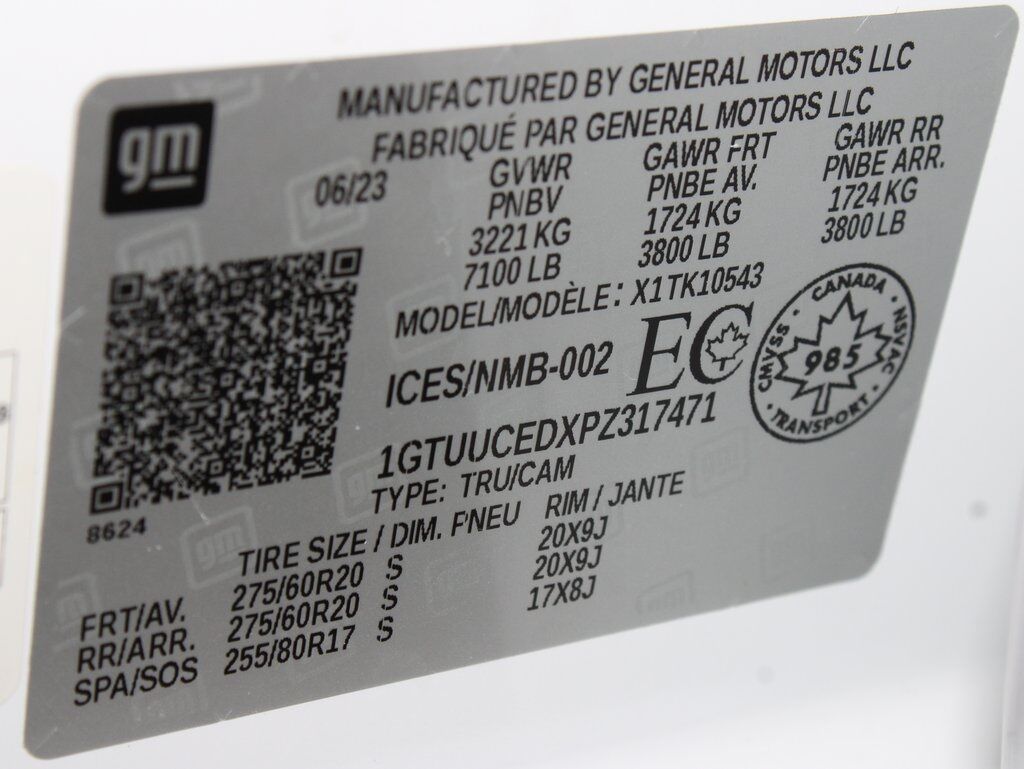 gm
MANUFACTURED BY GENERAL MOTORS LLC
FABRIQUÉ PAR GENERAL MOTORS LLC
06/23
GVWR
PNBV
3221 KG
7100 LB
GAWR FRT
PNBE AV.
1724 KG
3800 LB
GAWR RR
PNBE ARR.
1724 KG
3800 LB
MODEL/MODÈLE: X1TK10543
ICES/NMB-002 EC
CANADA
CMVSS · NSVAC
985
TRANSPORT
1GTUUCEDXPZ317471
TYPE: TRU/CAM
8624
TIRE SIZE / DIM. PNEU RIM / JANTE
FRT/AV. 275/60R20 S 20X9J
RR/ARR. 275/60R20 S 20X9J
SPA/SOS 255/80R17 S 17X8J